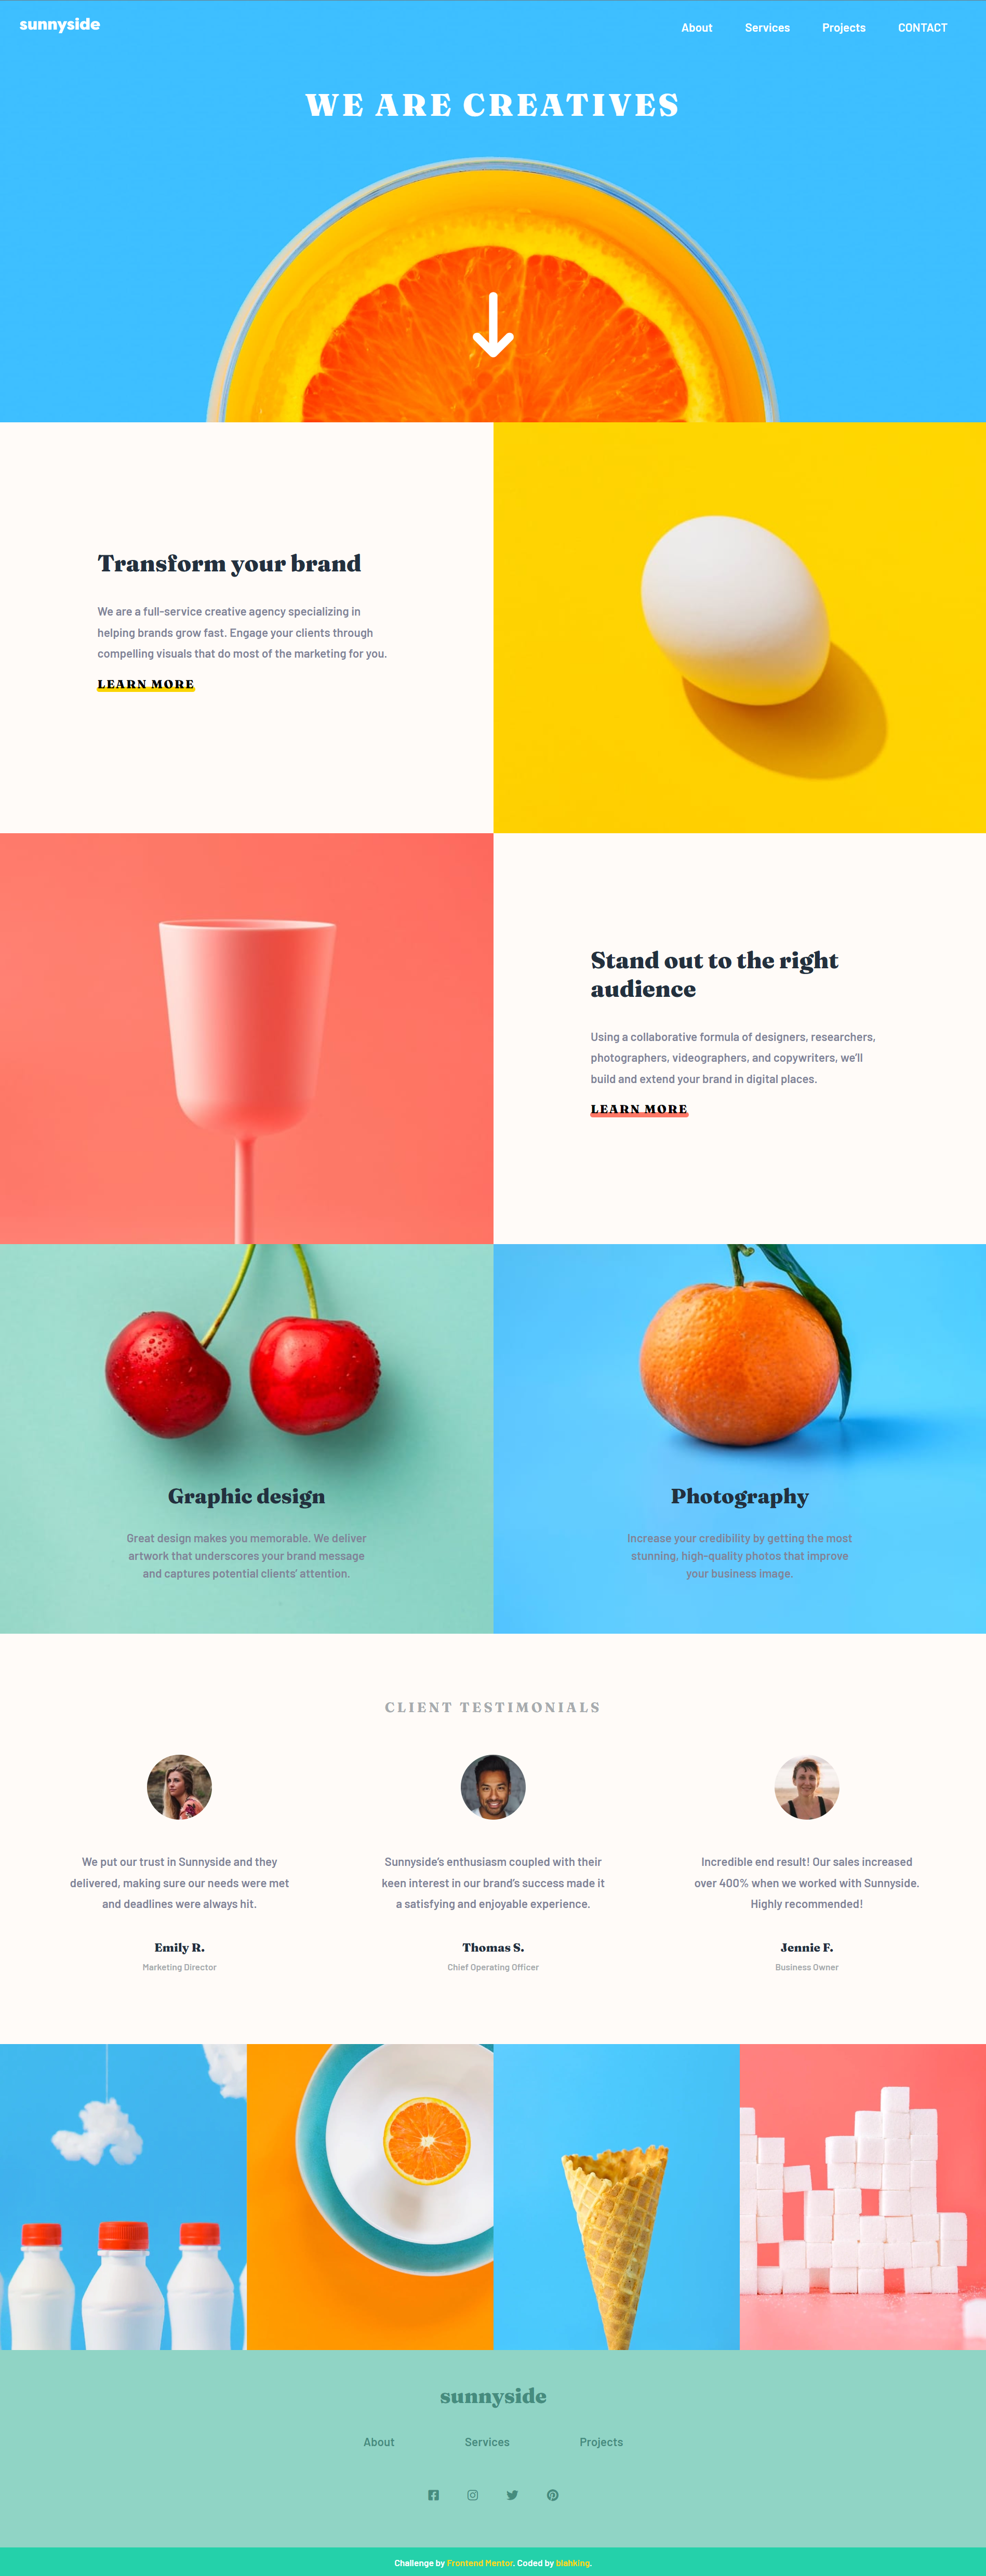 sunnyside
About Services Projects CONTACT
WE ARE CREATIVES
Transform your brand
We are a full-service creative agency specializing in
helping brands grow fast. Engage your clients through
compelling visuals that do most of the marketing for you.
LEARN MORE
Stand out to the right
audience
Using a collaborative formula of designers, researchers,
photographers, videographers, and copywriters, we'll
build and extend your brand in digital places.
LEARN MORE
Graphic design
Great design makes you memorable. We deliver
artwork that underscores your brand message
and captures potential clients' attention.
Photography
Increase your credibility by getting the most
stunning, high-quality photos that improve
your business image.
CLIENT TESTIMONIALS
We put our trust in Sunnyside and they
delivered, making sure our needs were met
and deadlines were always hit.
Emily R.
Marketing Director
Sunnyside's enthusiasm coupled with their
keen interest in our brand's success made it
a satisfying and enjoyable experience.
Thomas S.
Chief Operating Officer
Incredible end result! Our sales increased
over 400% when we worked with Sunnyside.
Highly recommended!
Jennie F.
Business Owner
sunnyside
About Services Projects
Challenge by Frontend Mentor. Coded by blahking.